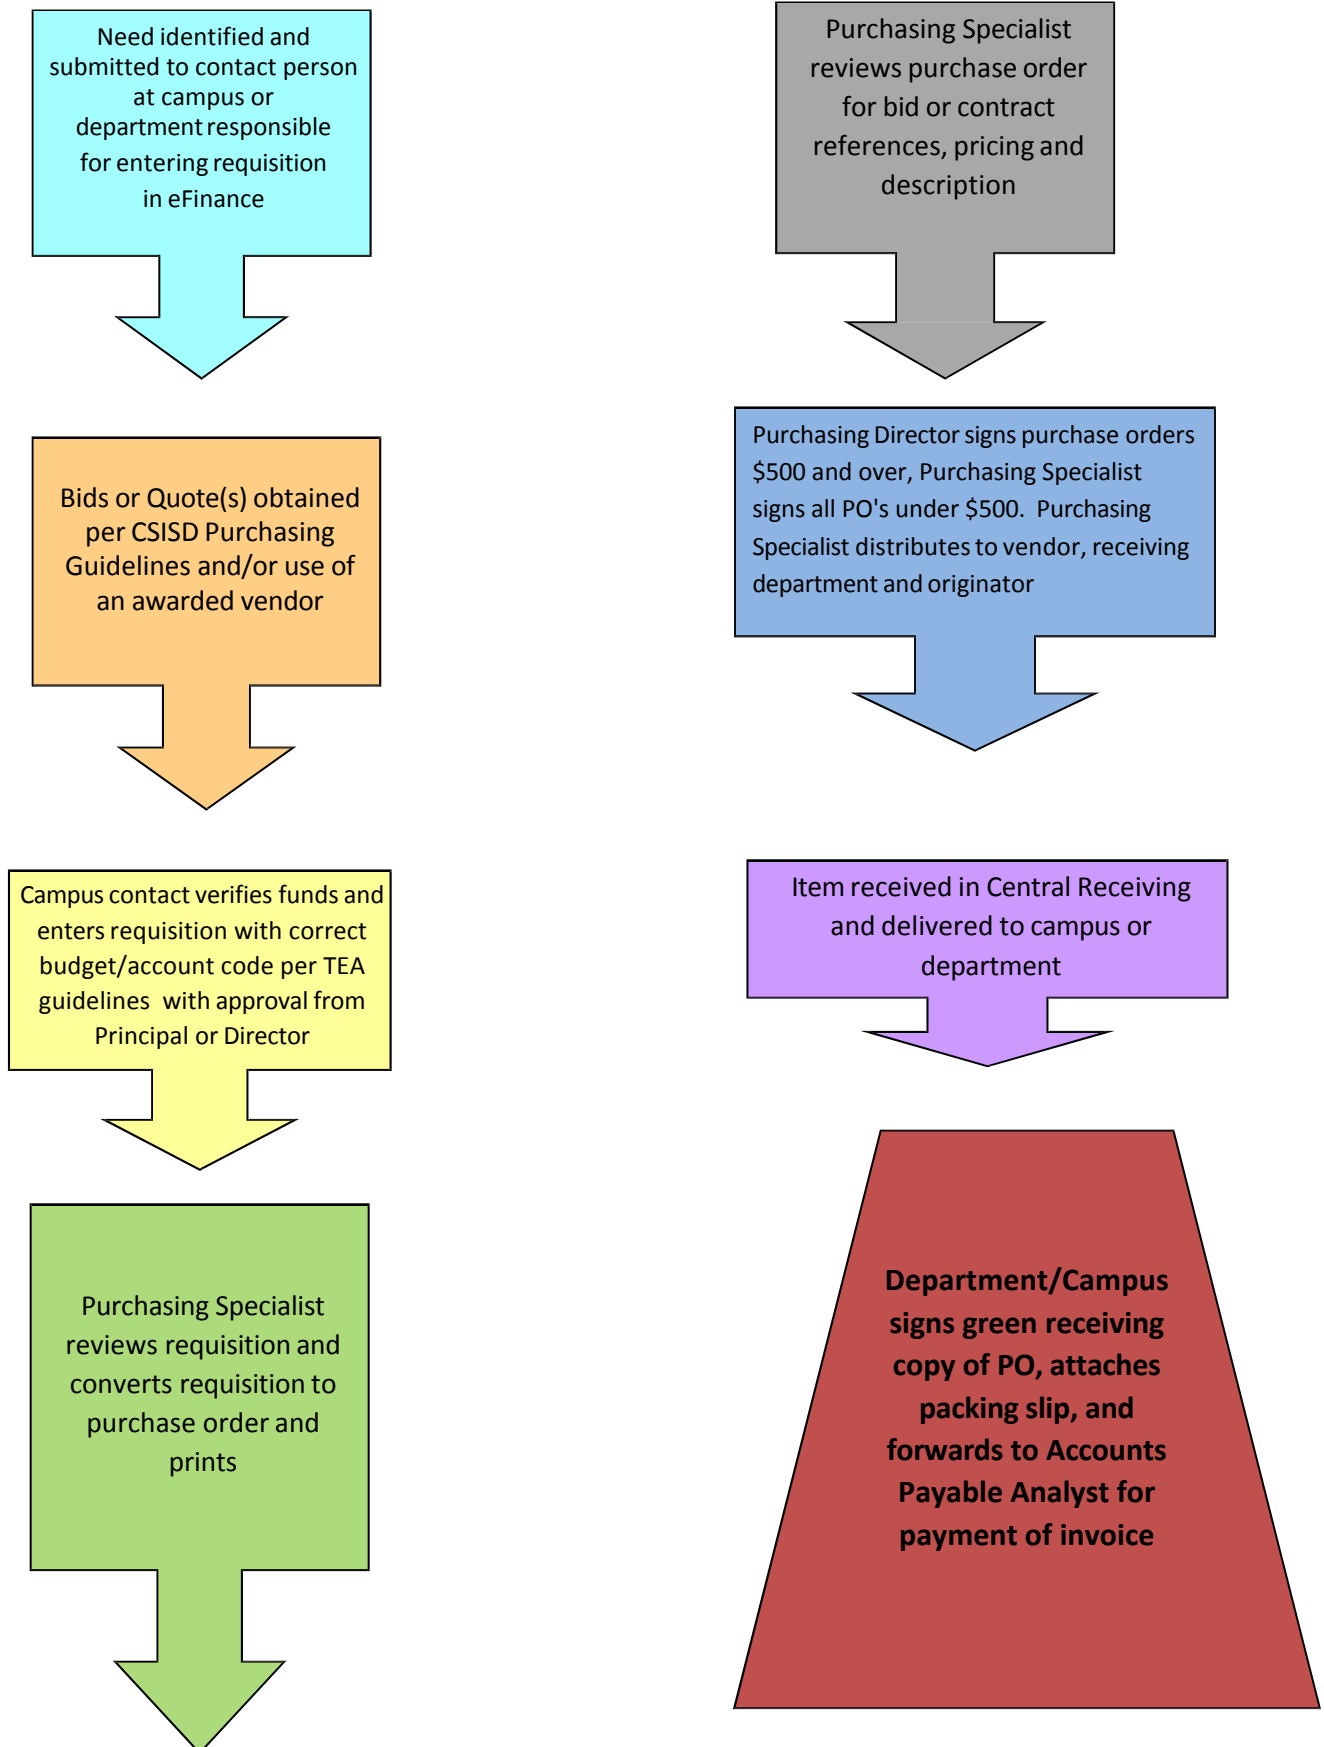 Need identified and
submitted to contact person
at campus or
department responsible
for entering requisition
in eFinance
Bids or Quote(s) obtained
per CSISD Purchasing
Guidelines and/or use of
an awarded vendor
Campus contact verifies funds and
enters requisition with correct
budget/account code per TEA
guidelines with approval from
Principal or Director
Purchasing Specialist
reviews requisition and
converts requisition to
purchase order and
prints
Purchasing Specialist
reviews purchase order
for bid or contract
references, pricing and
description
Purchasing Director signs purchase orders
$500 and over, Purchasing Specialist
signs all PO's under $500. Purchasing
Specialist distributes to vendor, receiving
department and originator
Item received in Central Receiving
and delivered to campus or
department
Department/Campus
signs green receiving
copy of PO, attaches
packing slip, and
forwards to Accounts
Payable Analyst for
payment of invoice